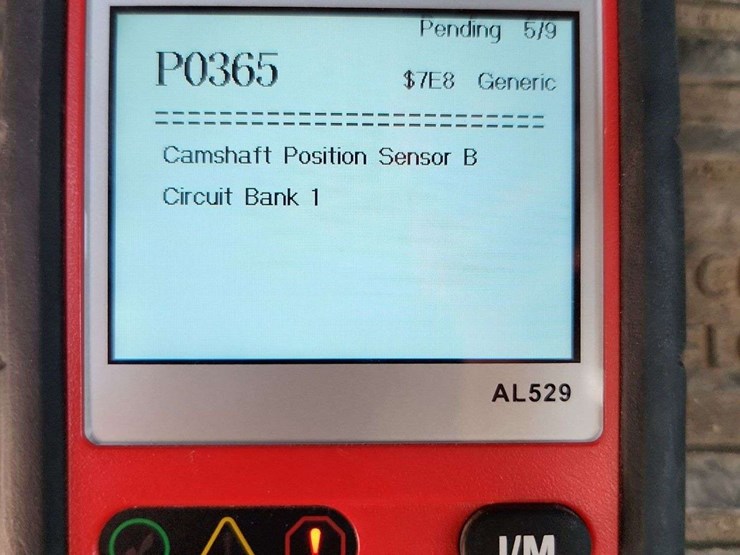 Pending 5/9
P0365 $7E8 Generic
===========================
Camshaft Position Sensor B
Circuit Bank 1
AL529
I/M